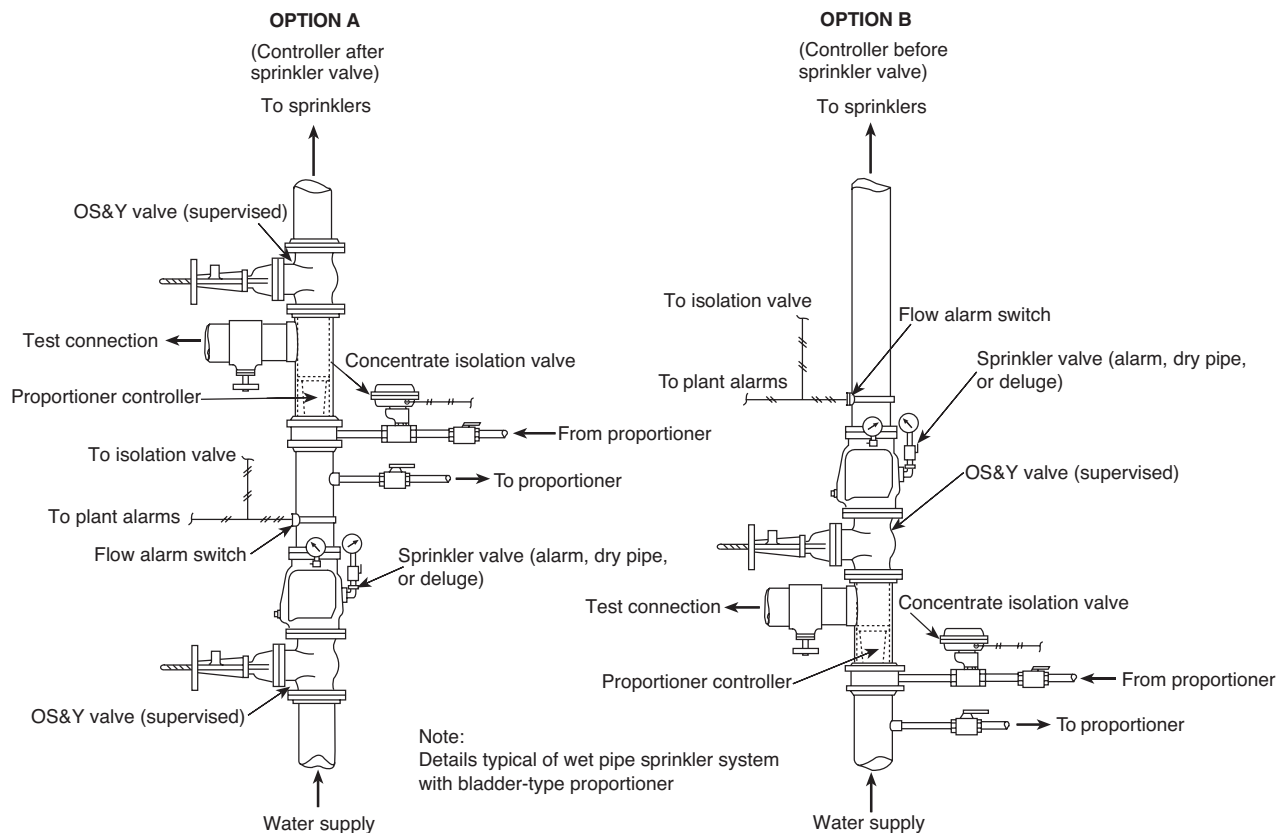 OPTION A
(Controller after
sprinkler valve)
To sprinklers
OS&Y valve (supervised)
Test connection
Concentrate isolation valve
Proportioner controller
From proportioner
To isolation valve
To proportioner
To plant alarms
Flow alarm switch
Sprinkler valve (alarm, dry pipe,
or deluge)
OS&Y valve (supervised)
Water supply
Note:
Details typical of wet pipe sprinkler system
with bladder-type proportioner
OPTION B
(Controller before
sprinkler valve)
To sprinklers
To isolation valve
Flow alarm switch
Sprinkler valve (alarm, dry pipe,
or deluge)
To plant alarms
OS&Y valve (supervised)
Test connection
Concentrate isolation valve
Proportioner controller
From proportioner
To proportioner
Water supply